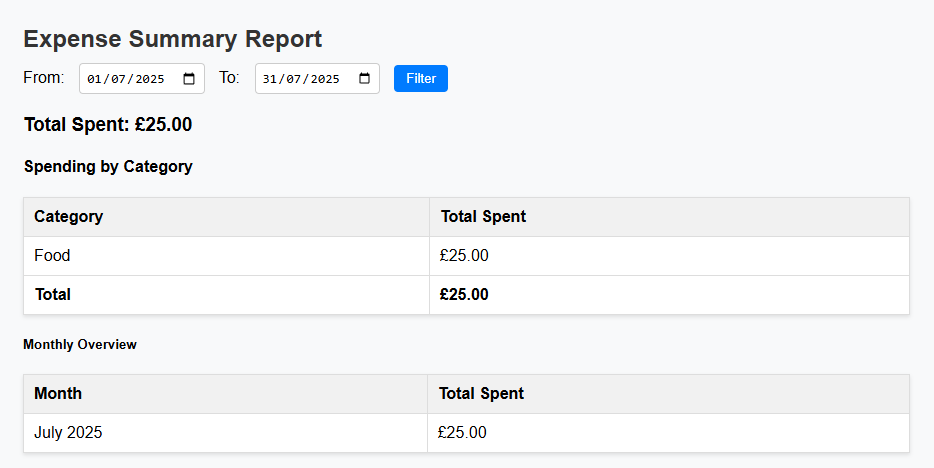 Expense Summary Report
From: 01/07/2025 To: 31/07/2025 Filter
Total Spent: £25.00
Spending by Category
Category Total Spent
Food £25.00
Total £25.00
Monthly Overview
Month Total Spent
July 2025 £25.00